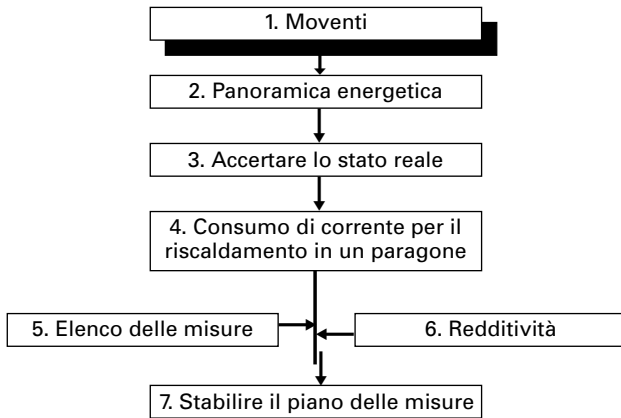 1. Moventi
2. Panoramica energetica
3. Accertare lo stato reale
4. Consumo di corrente per il
riscaldamento in un paragone
5. Elenco delle misure
6. Redditività
7. Stabilire il piano delle misure